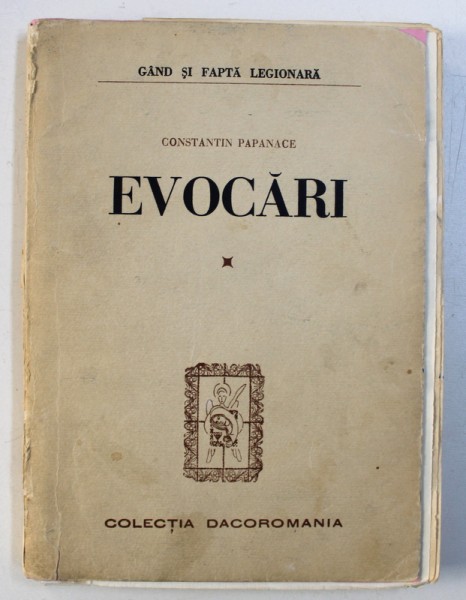 GÂND ȘI FAPTĂ LEGIONARĂ
CONSTANTIN PAPANACE
EVOCĂRI
COLECȚIA DACOROMANIA